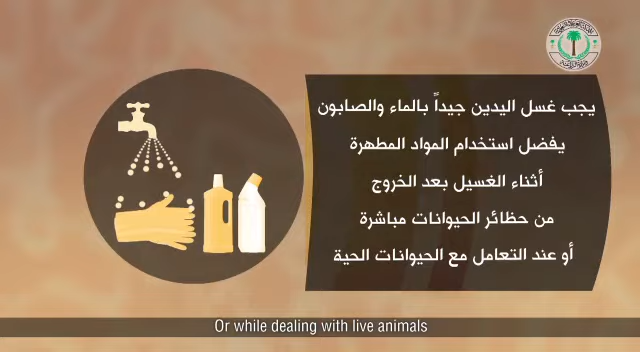 يجب غسل اليدين جيداً بالماء والصابون
يفضل استخدام المواد المطهرة
أثناء الغسيل بعد الخروج
من حظائر الحيوانات مباشرة
أو عند التعامل مع الحيوانات الحية
Or while dealing with live animals